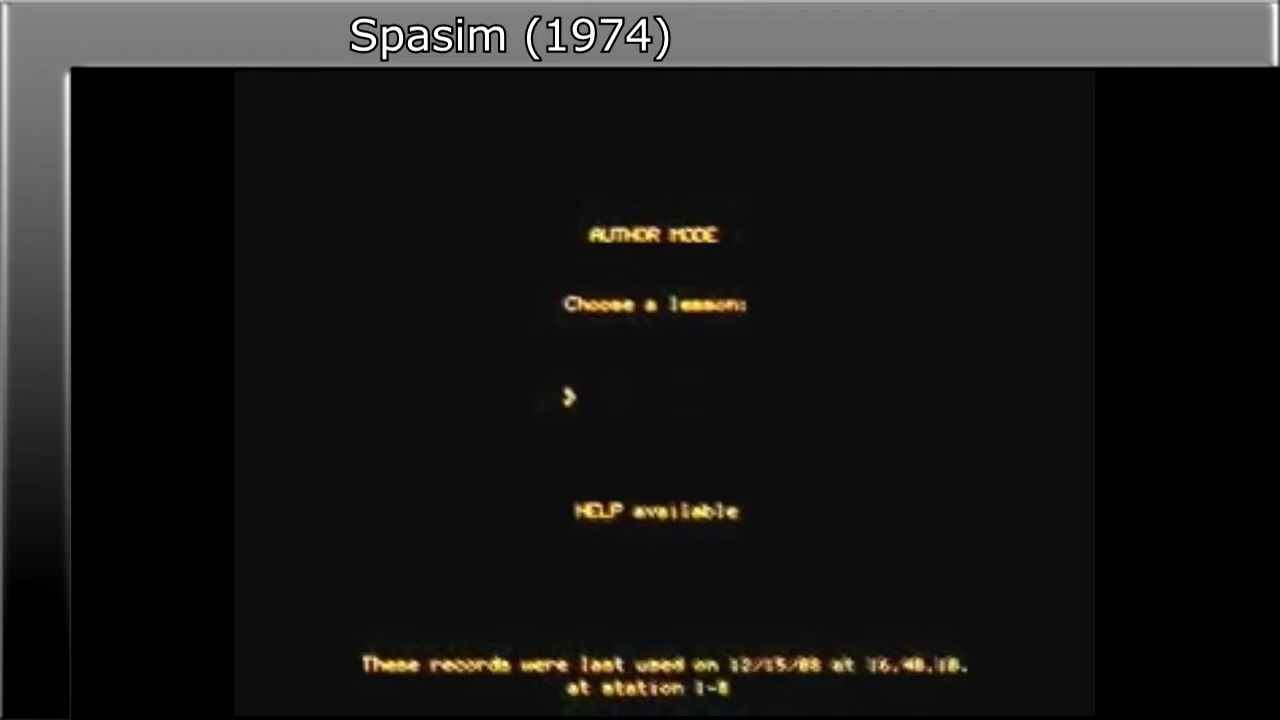 Spasim (1974)
AUTHOR MODE
Choose a lesson:
>
HELP available
These records were last used on 12/15/08 at 16.48.18.
at station 1-8